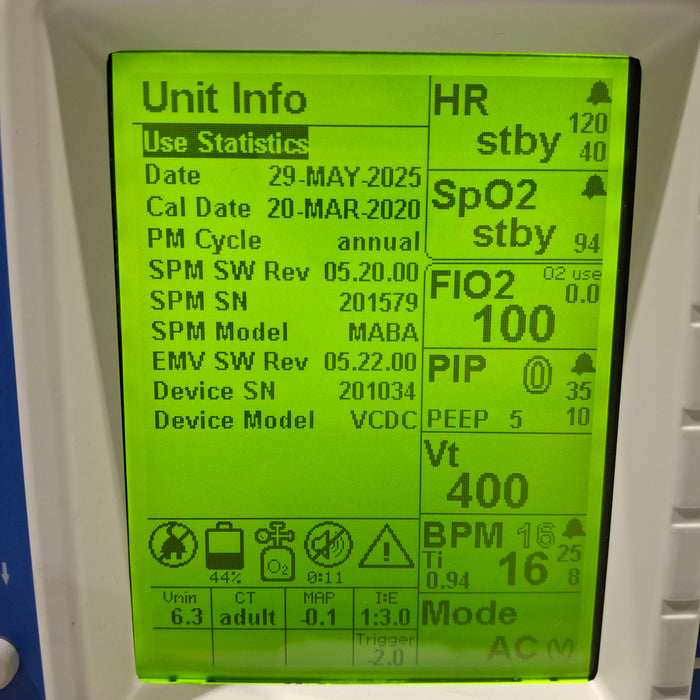 Unit Info
Use Statistics
Date 29-MAY-2025
Cal Date 20-MAR-2020
PM Cycle annual
SPM SW Rev 05.20.00
SPM SN 201579
SPM Model MABA
EMV SW Rev 05.22.00
Device SN 201034
Device Model VCDC
HR
120
stby 40
SpO2
stby 94
FIO2 O2 use
0.0
100
PIP 0 35
PEEP 5 10
Vt
400
BPM 16
25
Ti
0.94 16 8
Mode
AC (V)
O2
44% 0:11
Vmin CT MAP I:E
6.3 adult -0.1 1:3.0
Trigger
-2.0